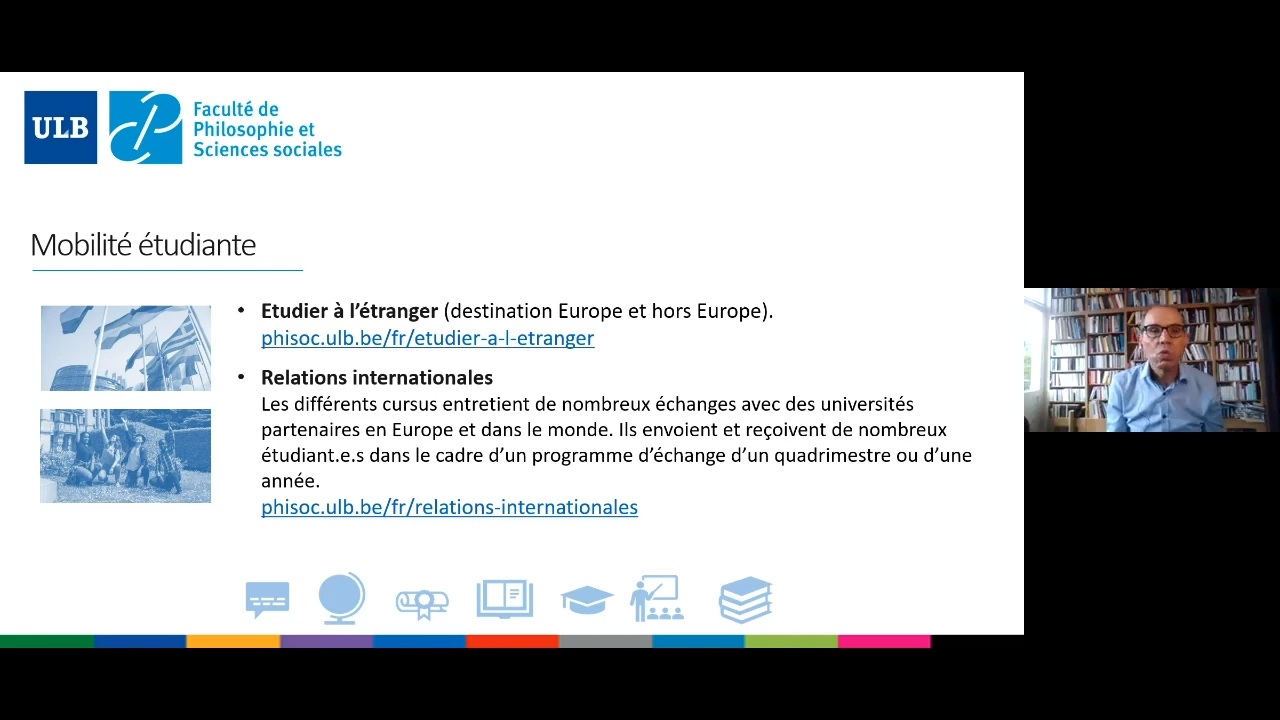 ULB
Faculté de
Philosophie et
Sciences sociales
Mobilité étudiante
• Etudier à l’étranger (destination Europe et hors Europe).
phisoc.ulb.be/fr/etudier-a-l-etranger
• Relations internationales
Les différents cursus entretient de nombreux échanges avec des universités
partenaires en Europe et dans le monde. Ils envoient et reçoivent de nombreux
étudiant.e.s dans le cadre d’un programme d’échange d’un quadrimestre ou d’une
année.
phisoc.ulb.be/fr/relations-internationales